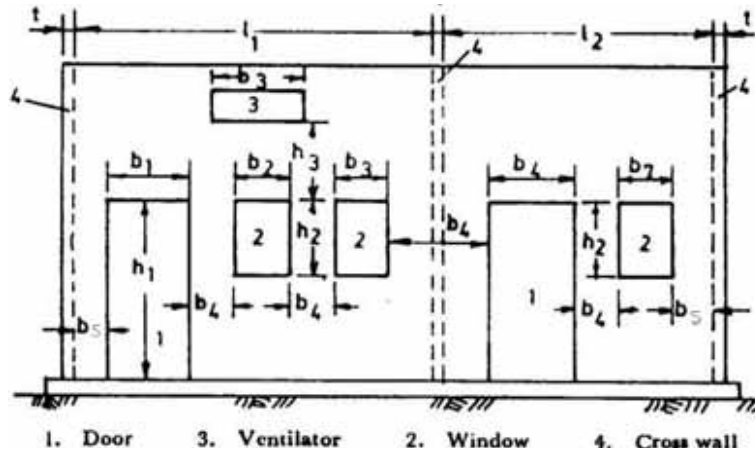 t l₁ l₂ t
4 4 4
b₃
3
h₃
b₁ b₂ b₃ b₄ b₇
h₁ 2 h₂ 2 b₄ h₂ 2
b₄ b₄ 1 b₄ b₅
b₅ 1
1. Door 3. Ventilator 2. Window 4. Cross wall